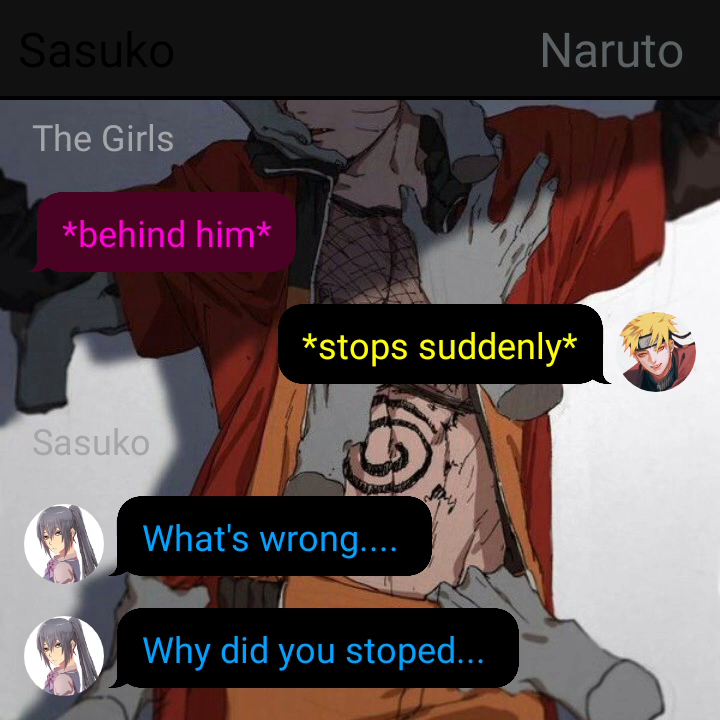 Sasuko
Naruto
The Girls
*behind him*
*stops suddenly*
Sasuko
What's wrong....
Why did you stoped...